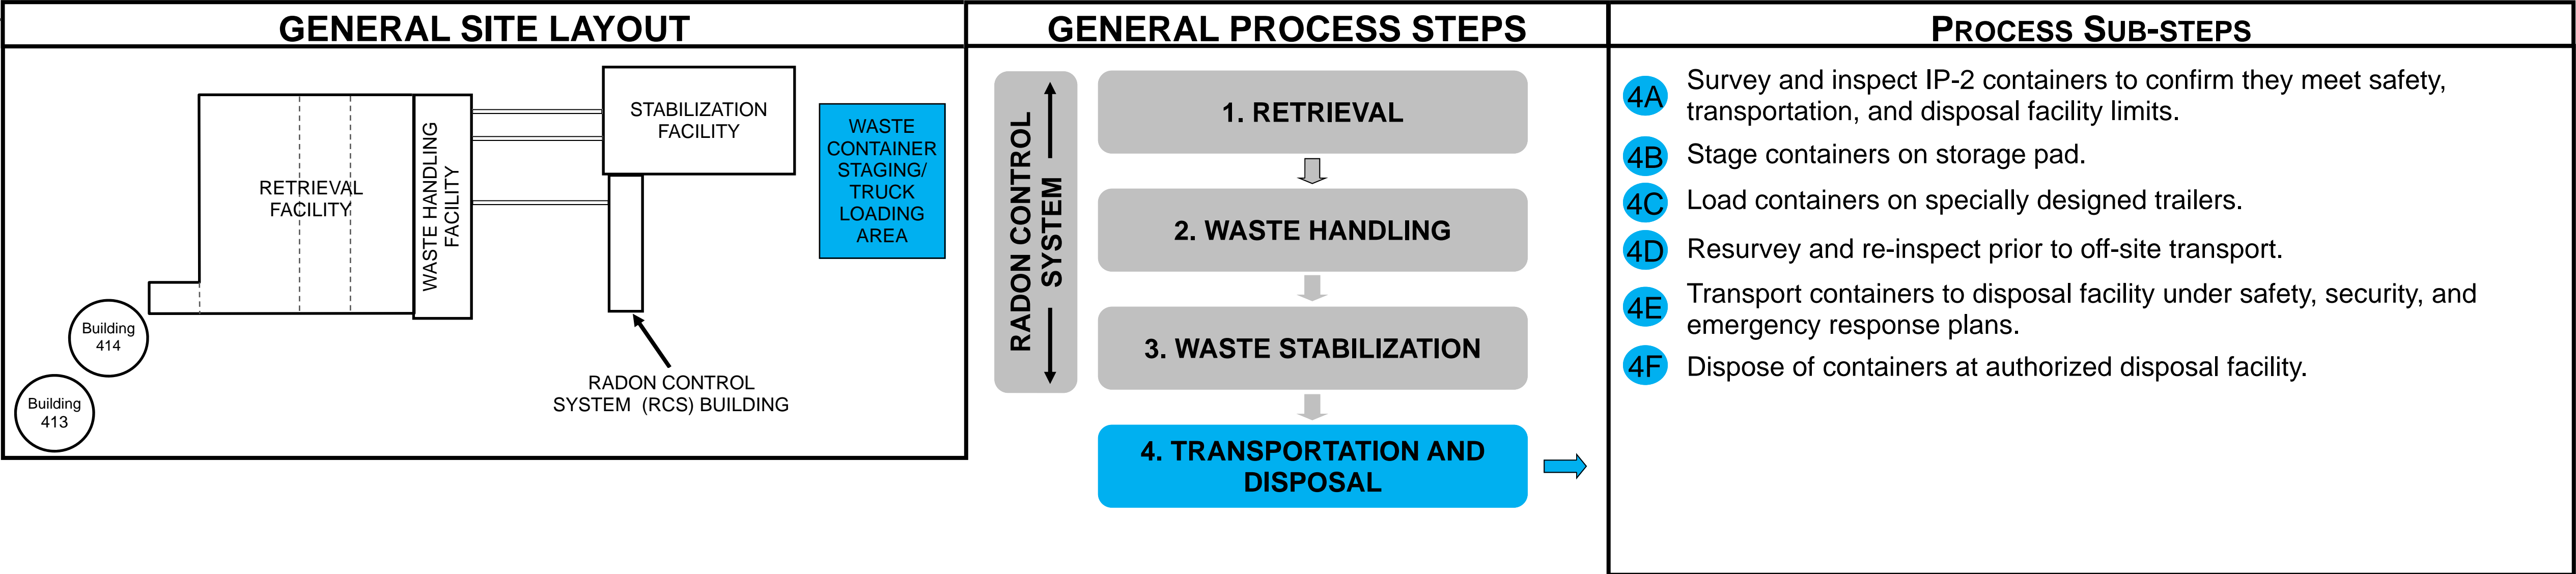 GENERAL SITE LAYOUT
RETRIEVAL
FACILITY
WASTE HANDLING
FACILITY
STABILIZATION
FACILITY
WASTE
CONTAINER
STAGING/
TRUCK
LOADING
AREA
Building
414
Building
413
RADON CONTROL
SYSTEM (RCS) BUILDING
GENERAL PROCESS STEPS
RADON CONTROL
SYSTEM
1. RETRIEVAL
2. WASTE HANDLING
3. WASTE STABILIZATION
4. TRANSPORTATION AND
DISPOSAL
PROCESS SUB-STEPS
4A Survey and inspect IP-2 containers to confirm they meet safety,
transportation, and disposal facility limits.
4B Stage containers on storage pad.
4C Load containers on specially designed trailers.
4D Resurvey and re-inspect prior to off-site transport.
4E Transport containers to disposal facility under safety, security, and
emergency response plans.
4F Dispose of containers at authorized disposal facility.